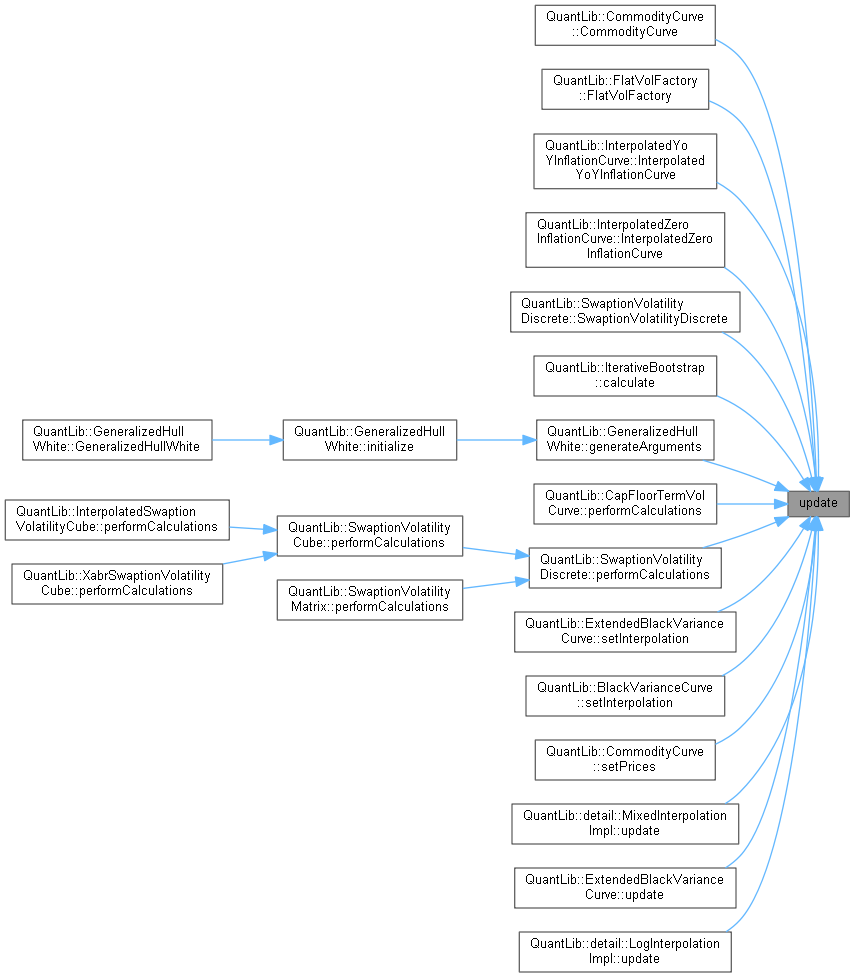 QuantLib::CommodityCurve
::CommodityCurve
QuantLib::FlatVolFactory
::FlatVolFactory
QuantLib::InterpolatedYo
YInflationCurve::Interpolated
YoYInflationCurve
QuantLib::InterpolatedZero
InflationCurve::InterpolatedZero
InflationCurve
QuantLib::SwaptionVolatility
Discrete::SwaptionVolatilityDiscrete
QuantLib::IterativeBootstrap
::calculate
QuantLib::GeneralizedHull
White::GeneralizedHullWhite
QuantLib::GeneralizedHull
White::initialize
QuantLib::GeneralizedHull
White::generateArguments
QuantLib::CapFloorTermVol
Curve::performCalculations
update
QuantLib::InterpolatedSwaption
VolatilityCube::performCalculations
QuantLib::SwaptionVolatility
Cube::performCalculations
QuantLib::XabrSwaptionVolatility
Cube::performCalculations
QuantLib::SwaptionVolatility
Matrix::performCalculations
QuantLib::SwaptionVolatility
Discrete::performCalculations
QuantLib::ExtendedBlackVariance
Curve::setInterpolation
QuantLib::BlackVarianceCurve
::setInterpolation
QuantLib::CommodityCurve
::setPrices
QuantLib::detail::MixedInterpolation
Impl::update
QuantLib::ExtendedBlackVariance
Curve::update
QuantLib::detail::LogInterpolation
Impl::update